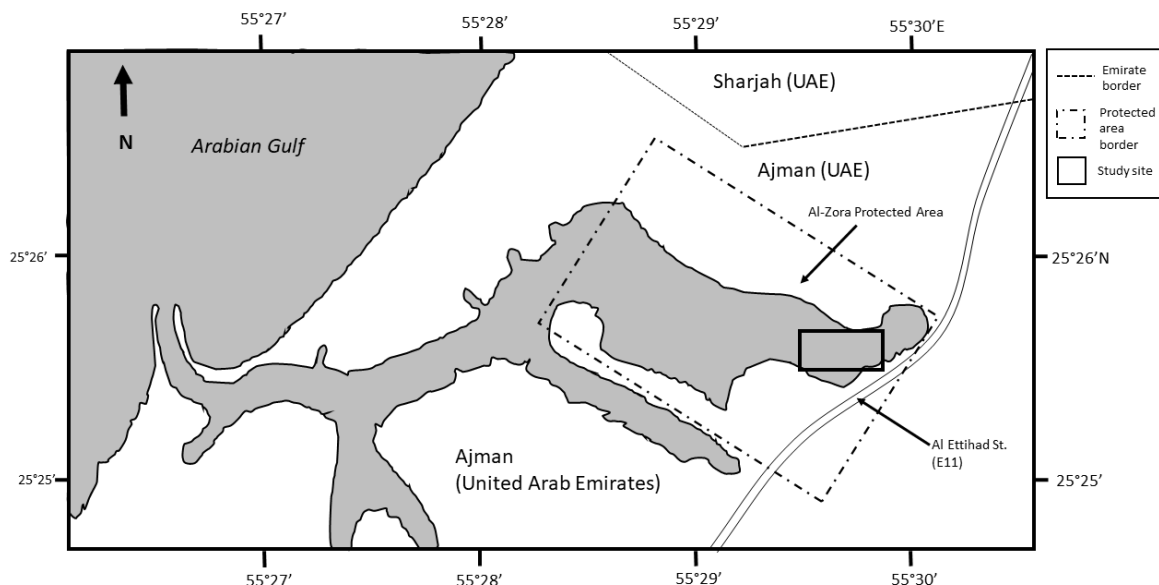 55°27′
55°28′
55°29′
55°30′E
N
Arabian Gulf
Sharjah (UAE)
Ajman (UAE)
Al-Zora Protected Area
Emirate
border
Protected
area
border
Study site
25°26′
25°26′N
Al Ettihad St.
(E11)
Ajman
(United Arab Emirates)
25°25′
25°25′
55°27′
55°28′
55°29′
55°30′